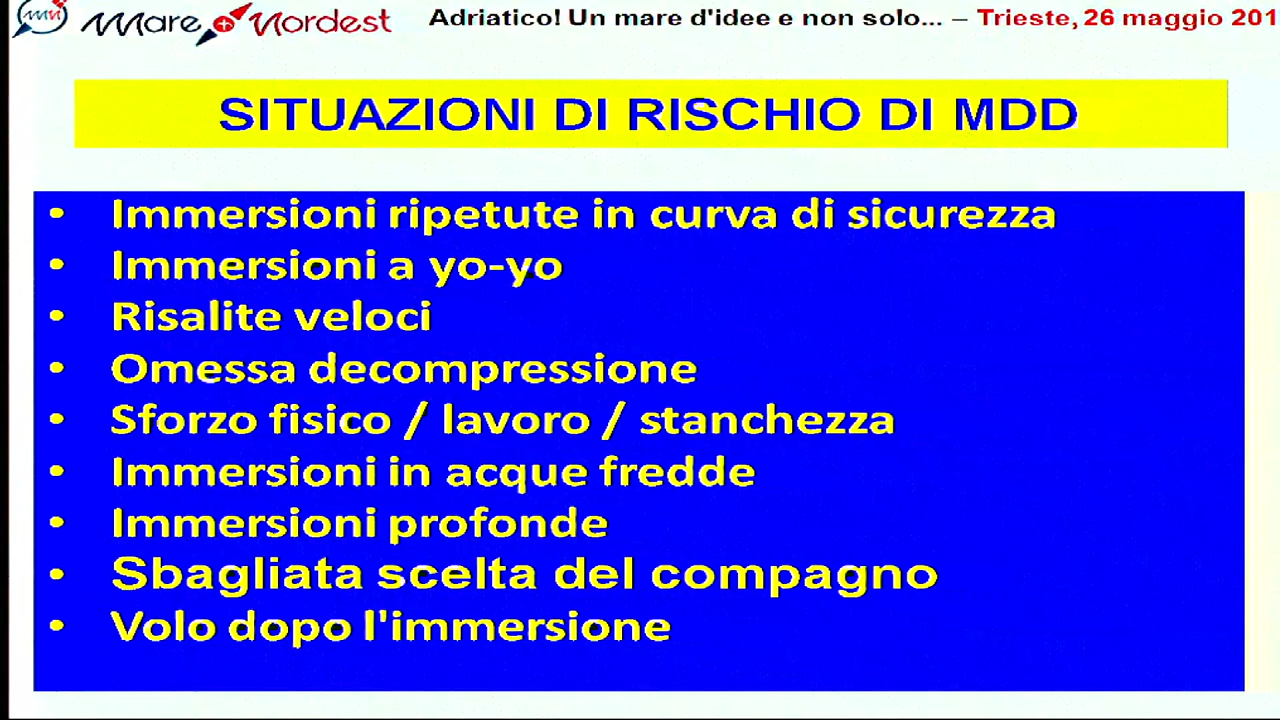 Mare Nordest
Adriatico! Un mare d'idee e non solo... – Trieste, 26 maggio 201
SITUAZIONI DI RISCHIO DI MDD
• Immersioni ripetute in curva di sicurezza
• Immersioni a yo-yo
• Risalite veloci
• Omessa decompressione
• Sforzo fisico / lavoro / stanchezza
• Immersioni in acque fredde
• Immersioni profonde
• Sbagliata scelta del compagno
• Volo dopo l'immersione